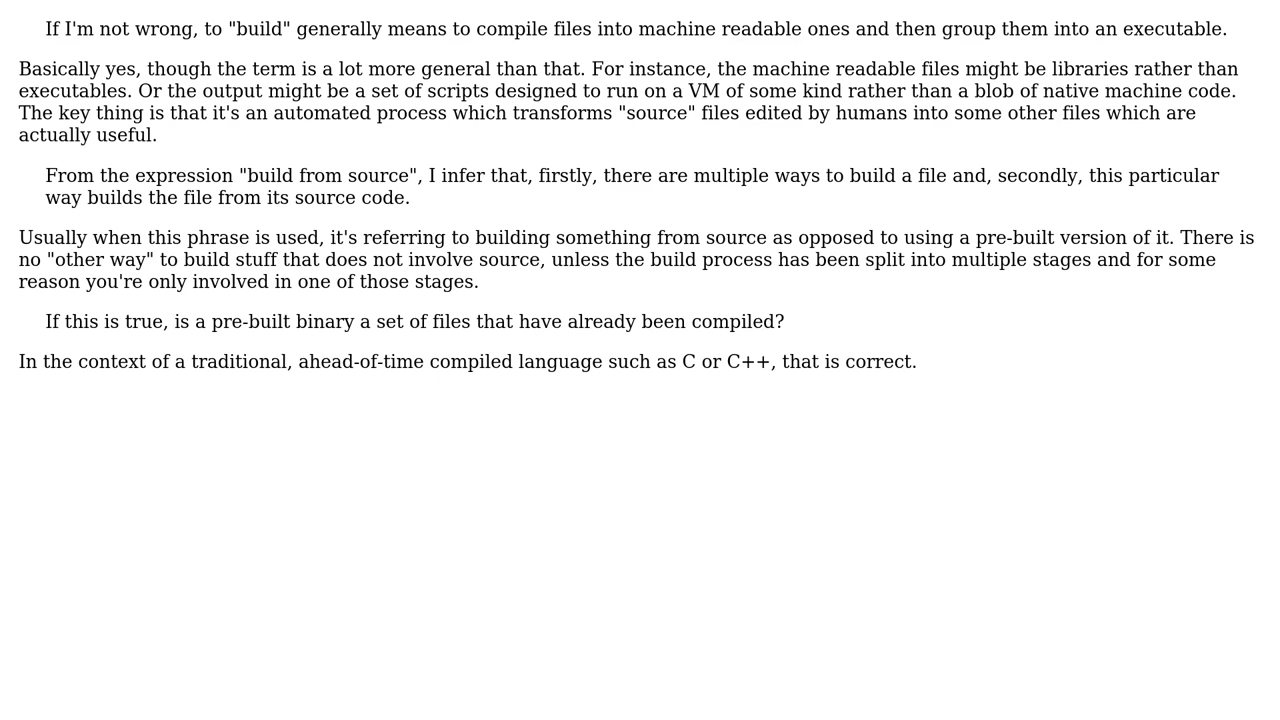 If I'm not wrong, to "build" generally means to compile files into machine readable ones and then group them into an executable.
Basically yes, though the term is a lot more general than that. For instance, the machine readable files might be libraries rather than
executables. Or the output might be a set of scripts designed to run on a VM of some kind rather than a blob of native machine code.
The key thing is that it's an automated process which transforms "source" files edited by humans into some other files which are
actually useful.
From the expression "build from source", I infer that, firstly, there are multiple ways to build a file and, secondly, this particular
way builds the file from its source code.
Usually when this phrase is used, it's referring to building something from source as opposed to using a pre-built version of it. There is
no "other way" to build stuff that does not involve source, unless the build process has been split into multiple stages and for some
reason you're only involved in one of those stages.
If this is true, is a pre-built binary a set of files that have already been compiled?
In the context of a traditional, ahead-of-time compiled language such as C or C++, that is correct.